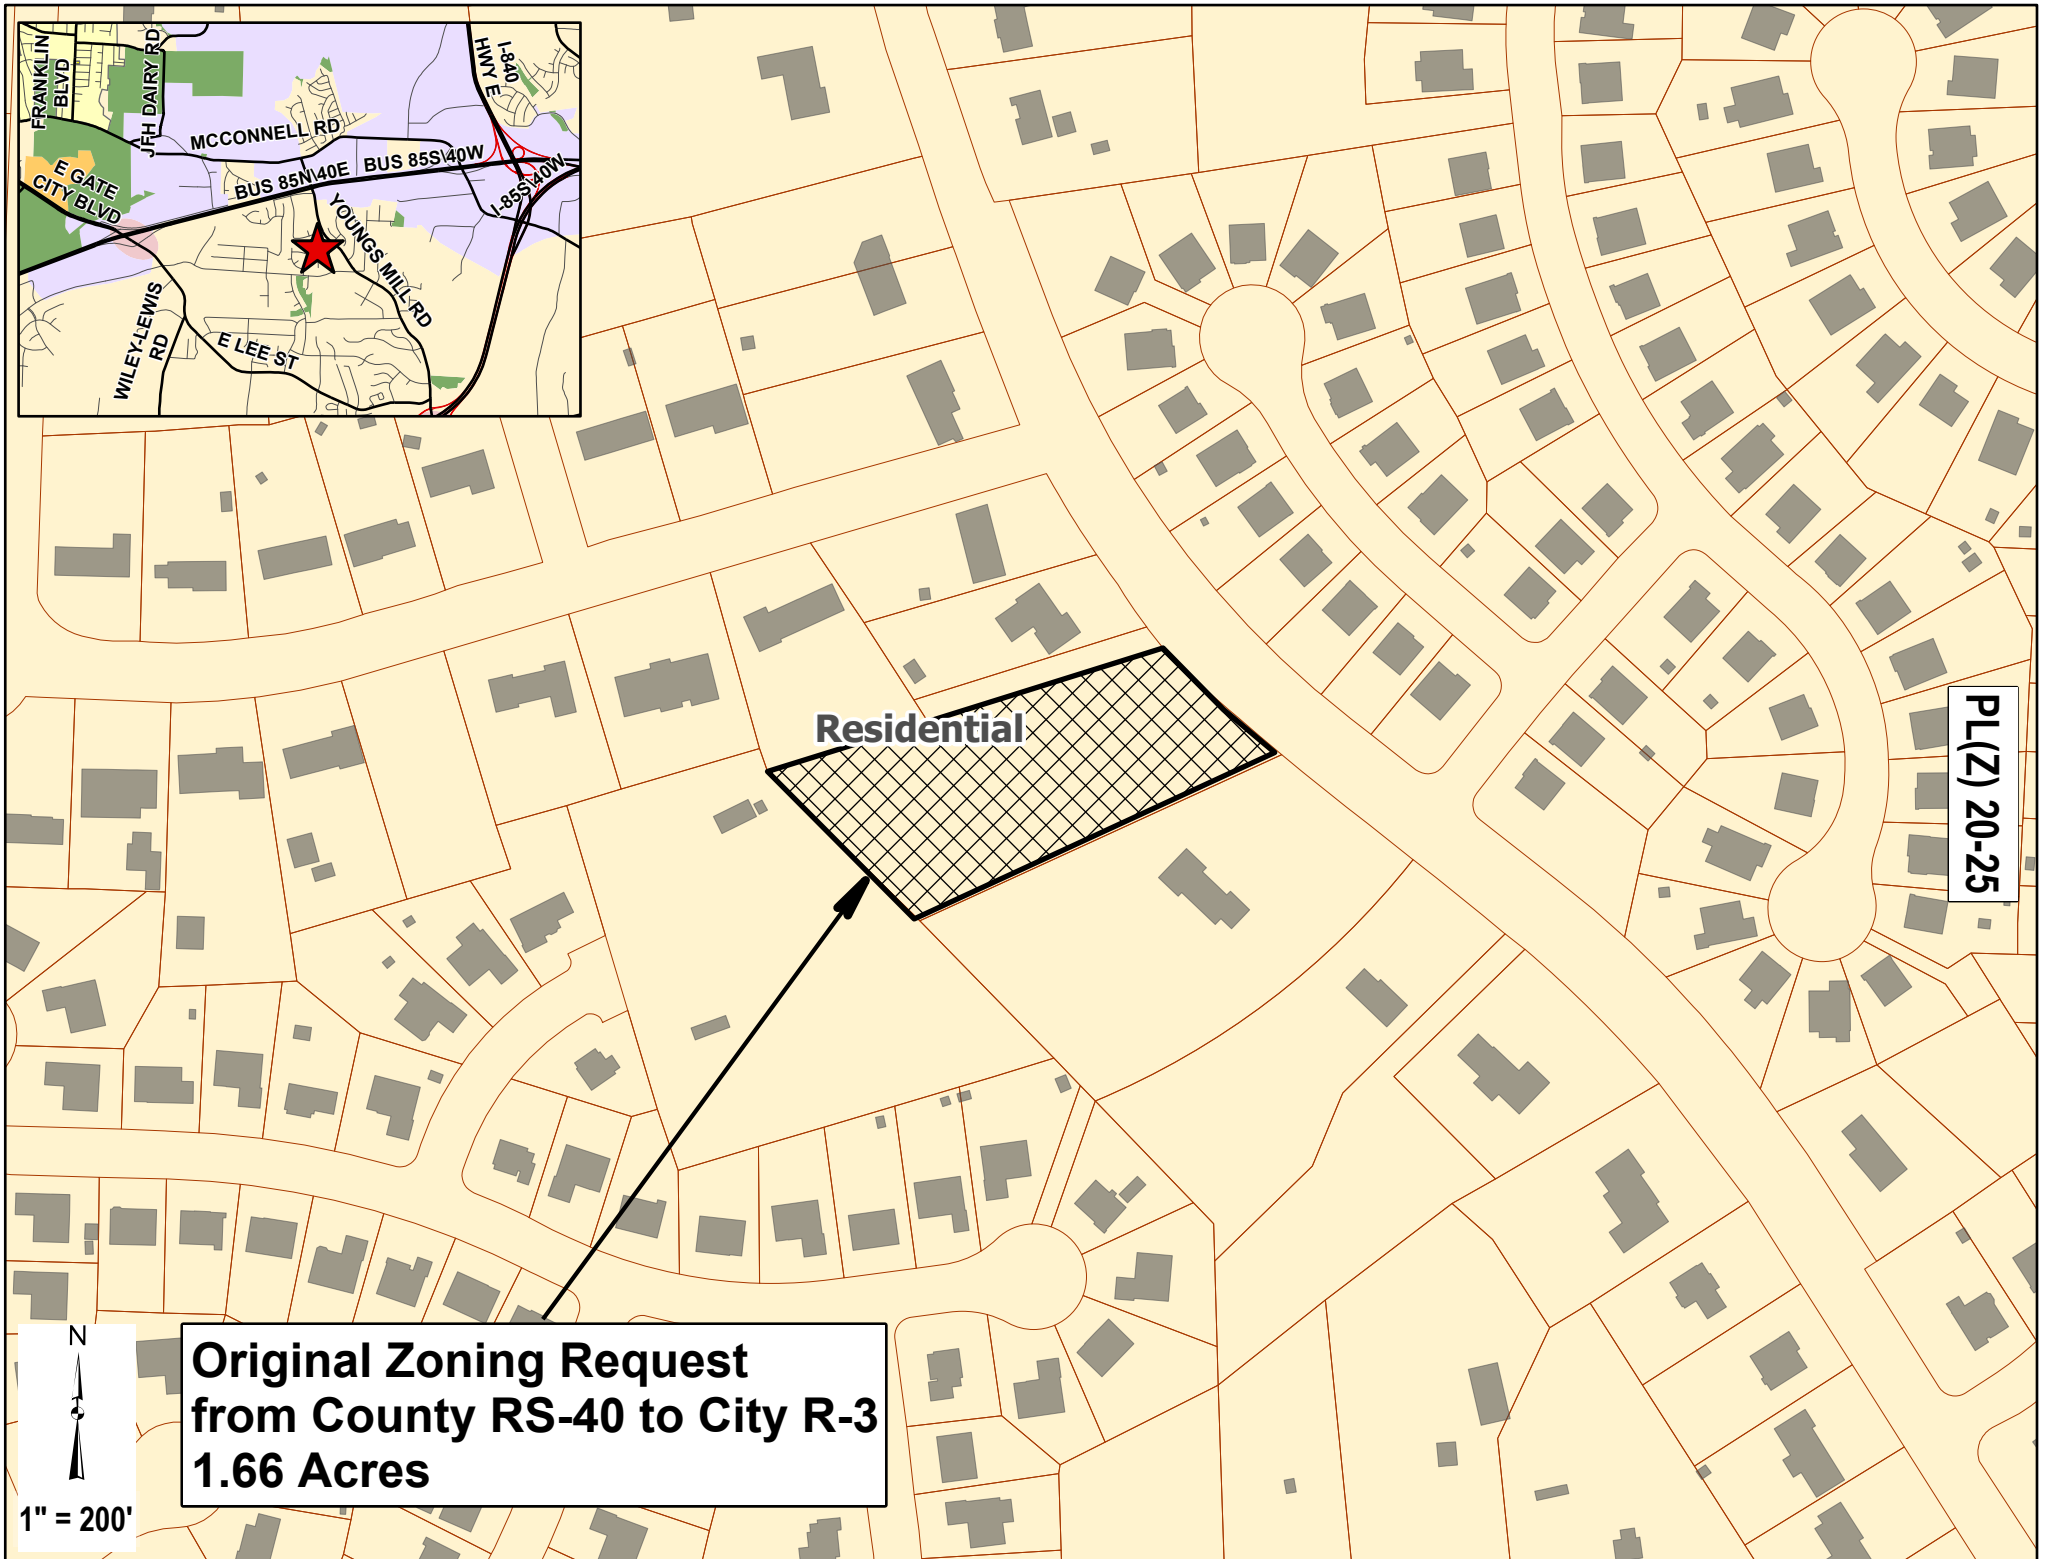 FRANKLIN
BLVD
JFH DAIRY RD
I-840
HWY E
MCCONNELL RD
BUS 85N\40E
BUS 85S\40W
I-85S\40W
E GATE
CITY BLVD
YOUNGS MILL RD
WILEY-LEWIS
RD
E LEE ST
Residential
PL(Z) 20-25
N
1" = 200'
Original Zoning Request
from County RS-40 to City R-3
1.66 Acres